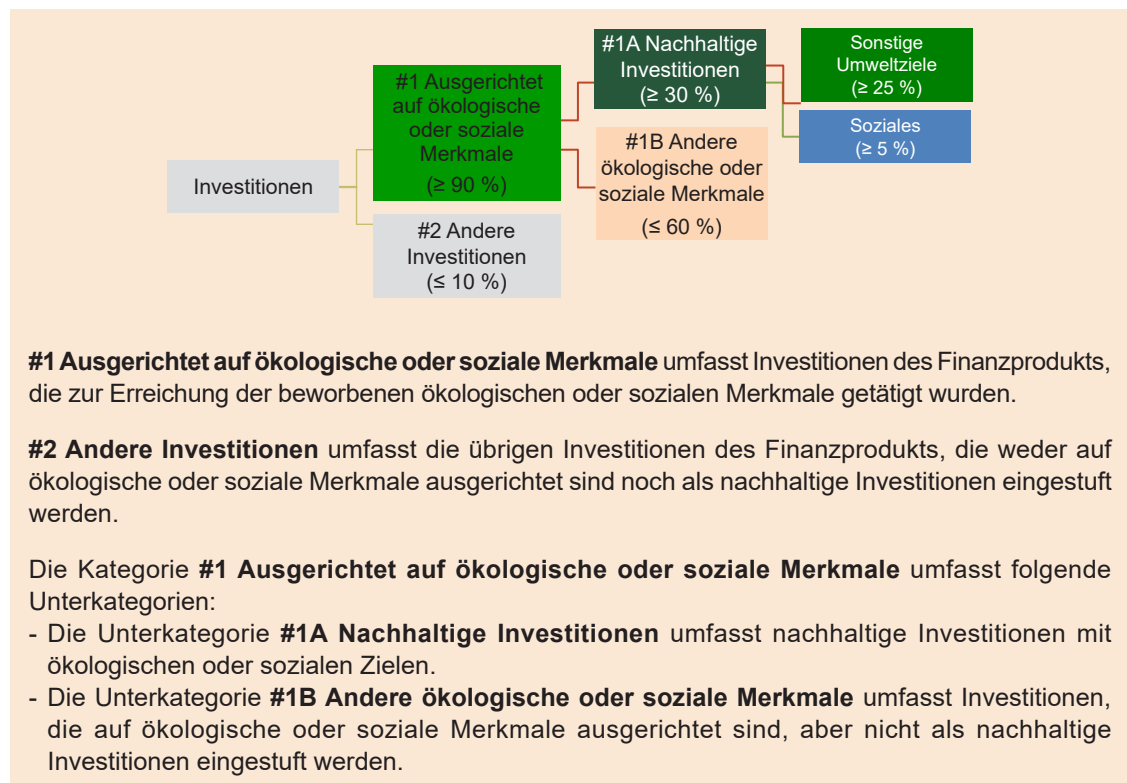 Investitionen
#1 Ausgerichtet
auf ökologische
oder soziale
Merkmale
(≥ 90 %)
#2 Andere
Investitionen
(≤ 10 %)
#1A Nachhaltige
Investitionen
(≥ 30 %)
#1B Andere
ökologische oder
soziale Merkmale
(≤ 60 %)
Sonstige
Umweltziele
(≥ 25 %)
Soziales
(≥ 5 %)
#1 Ausgerichtet auf ökologische oder soziale Merkmale umfasst Investitionen des Finanzprodukts,
die zur Erreichung der beworbenen ökologischen oder sozialen Merkmale getätigt wurden.
#2 Andere Investitionen umfasst die übrigen Investitionen des Finanzprodukts, die weder auf
ökologische oder soziale Merkmale ausgerichtet sind noch als nachhaltige Investitionen eingestuft
werden.
Die Kategorie #1 Ausgerichtet auf ökologische oder soziale Merkmale umfasst folgende
Unterkategorien:
- Die Unterkategorie #1A Nachhaltige Investitionen umfasst nachhaltige Investitionen mit
ökologischen oder sozialen Zielen.
- Die Unterkategorie #1B Andere ökologische oder soziale Merkmale umfasst Investitionen,
die auf ökologische oder soziale Merkmale ausgerichtet sind, aber nicht als nachhaltige
Investitionen eingestuft werden.